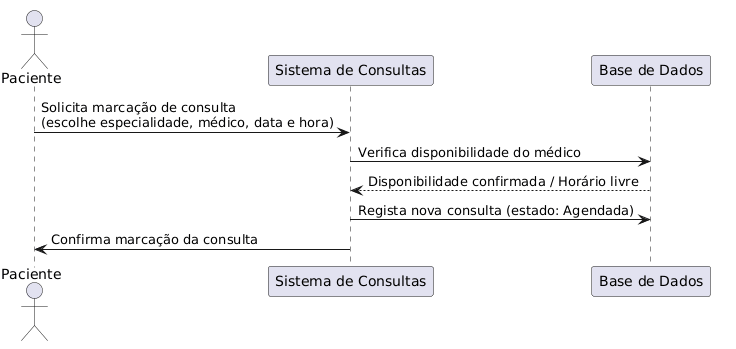 Paciente
Sistema de Consultas
Base de Dados
Solicita marcação de consulta
(escolhe especialidade, médico, data e hora)
Verifica disponibilidade do médico
Disponibilidade confirmada / Horário livre
Regista nova consulta (estado: Agendada)
Confirma marcação da consulta
Paciente
Sistema de Consultas
Base de Dados